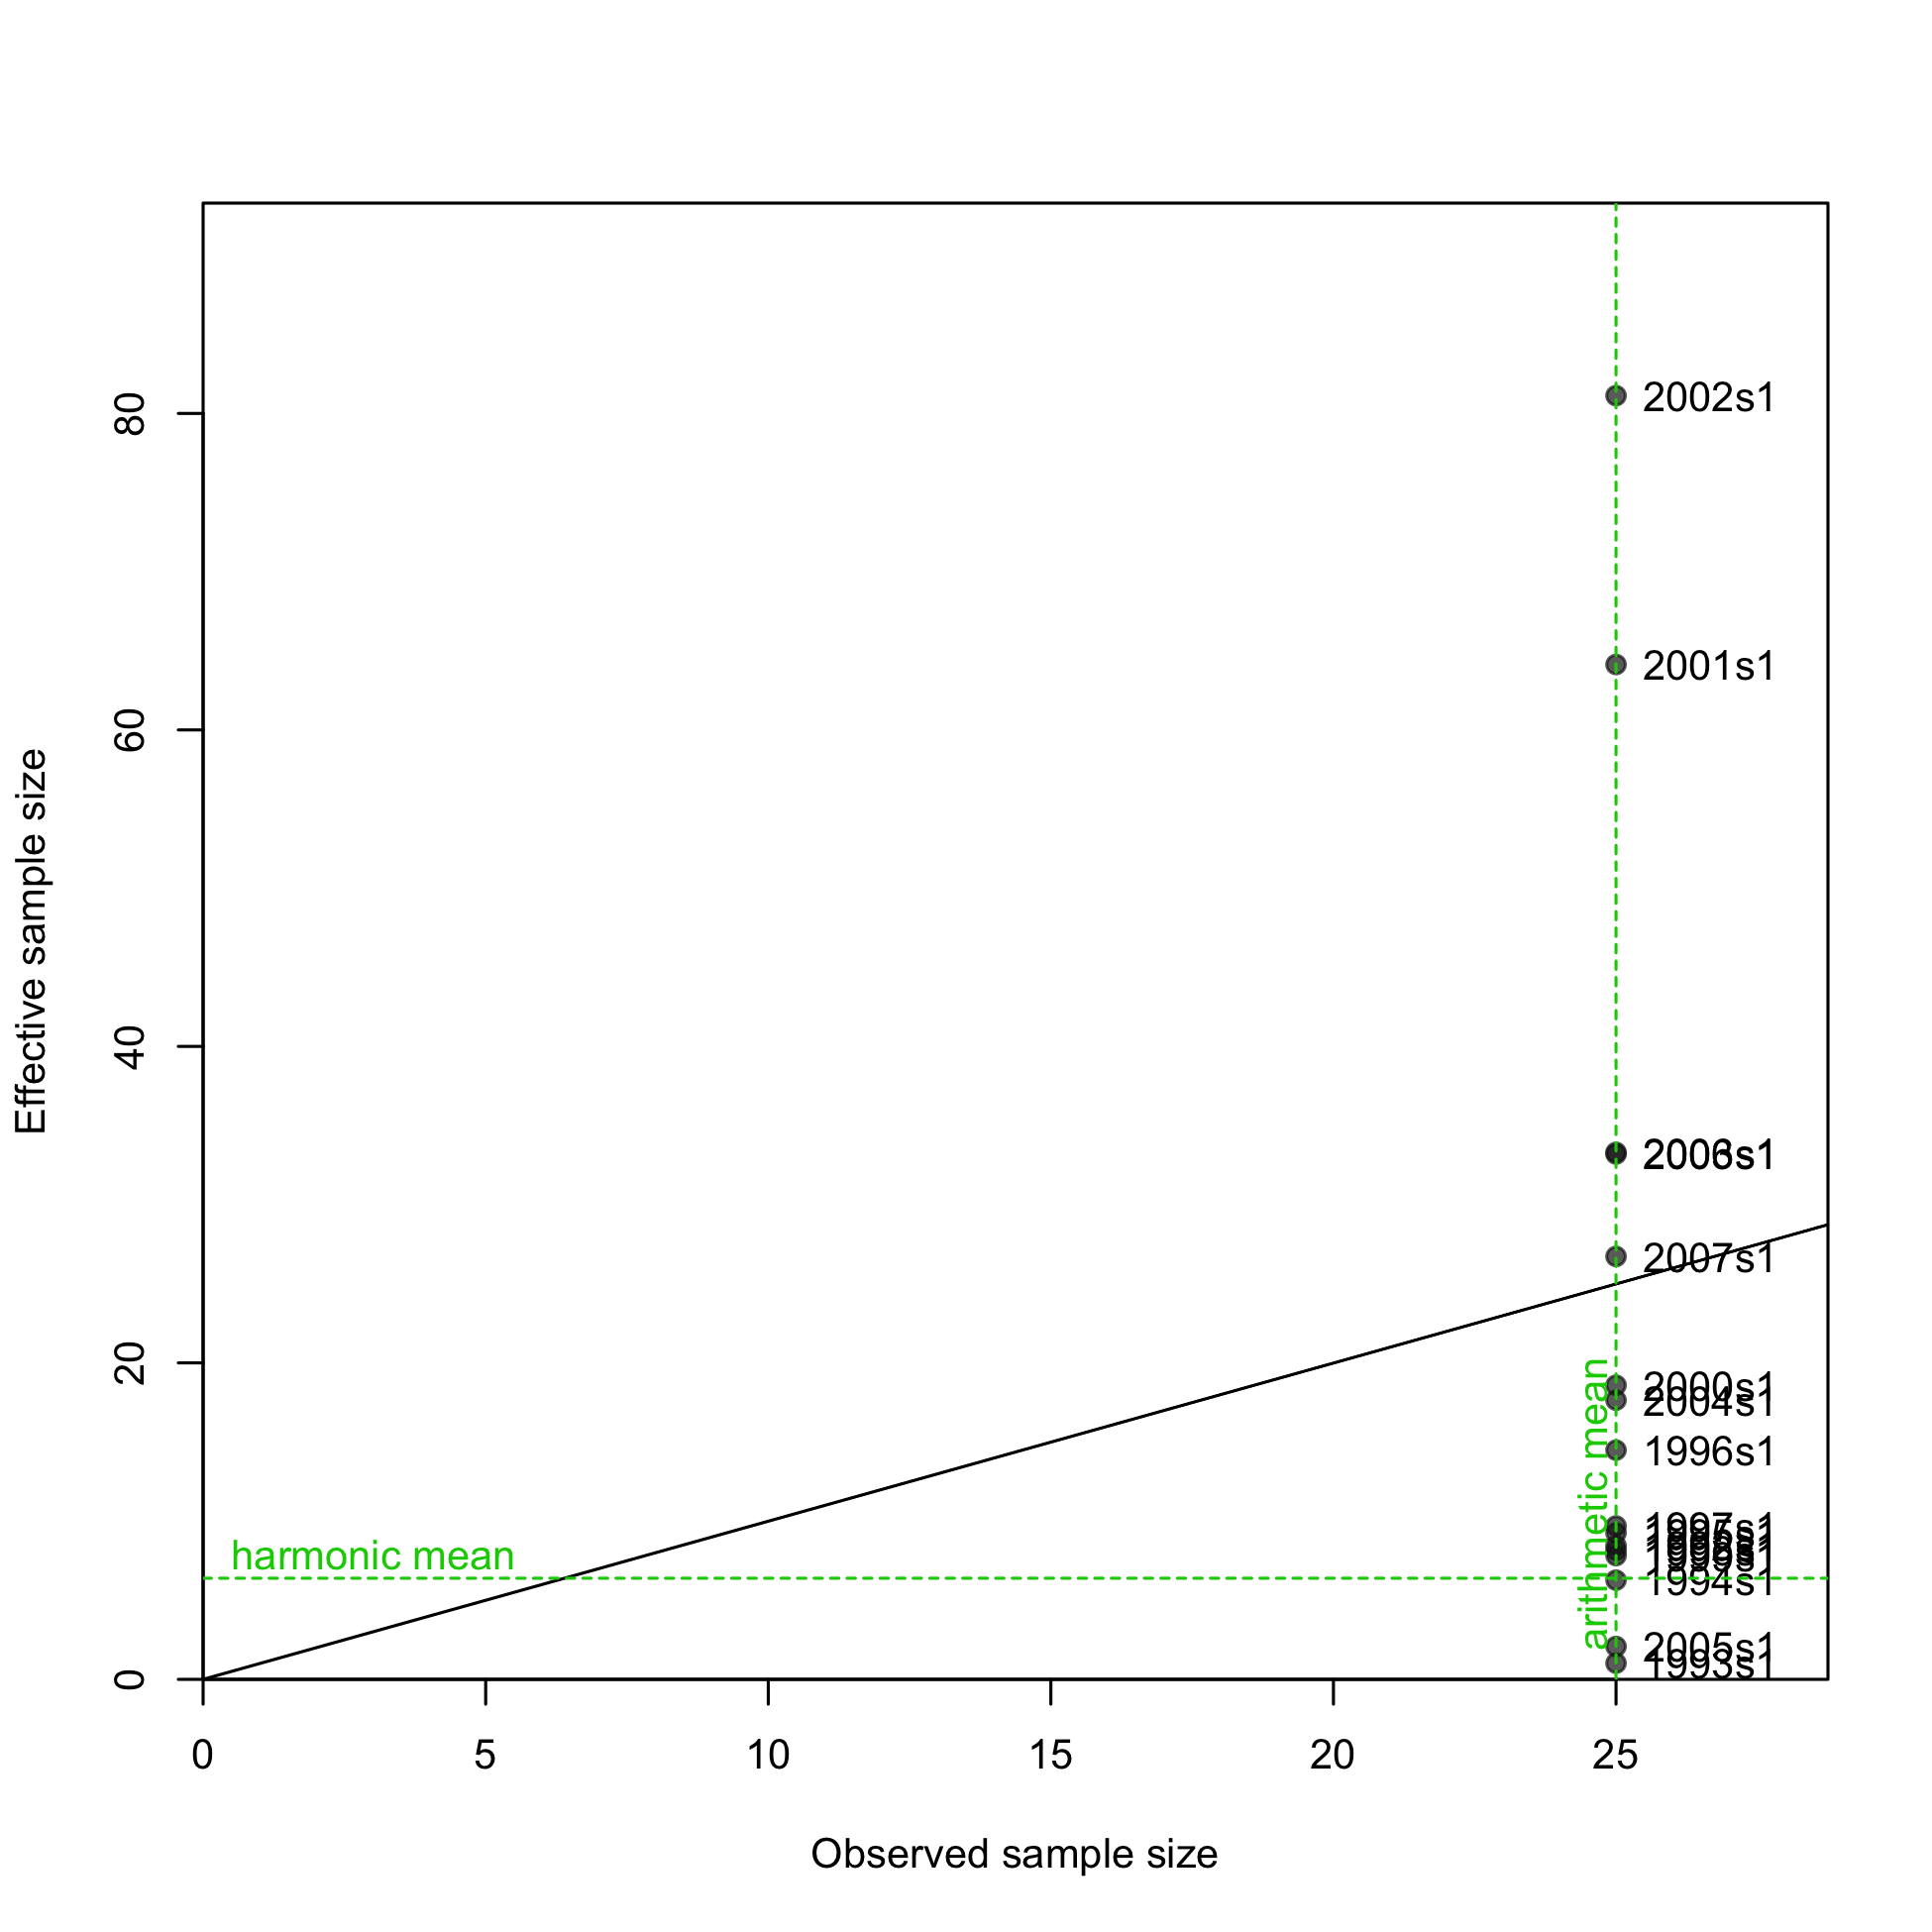 80
60
40
20
0
Effective sample size
2002s1
2001s1
2007s1
2000s1
2004s1
1996s1
1997s1
1994s1
2005s1
1993s1
harmonic mean
arithmetic mean
0 5 10 15 20 25
Observed sample size